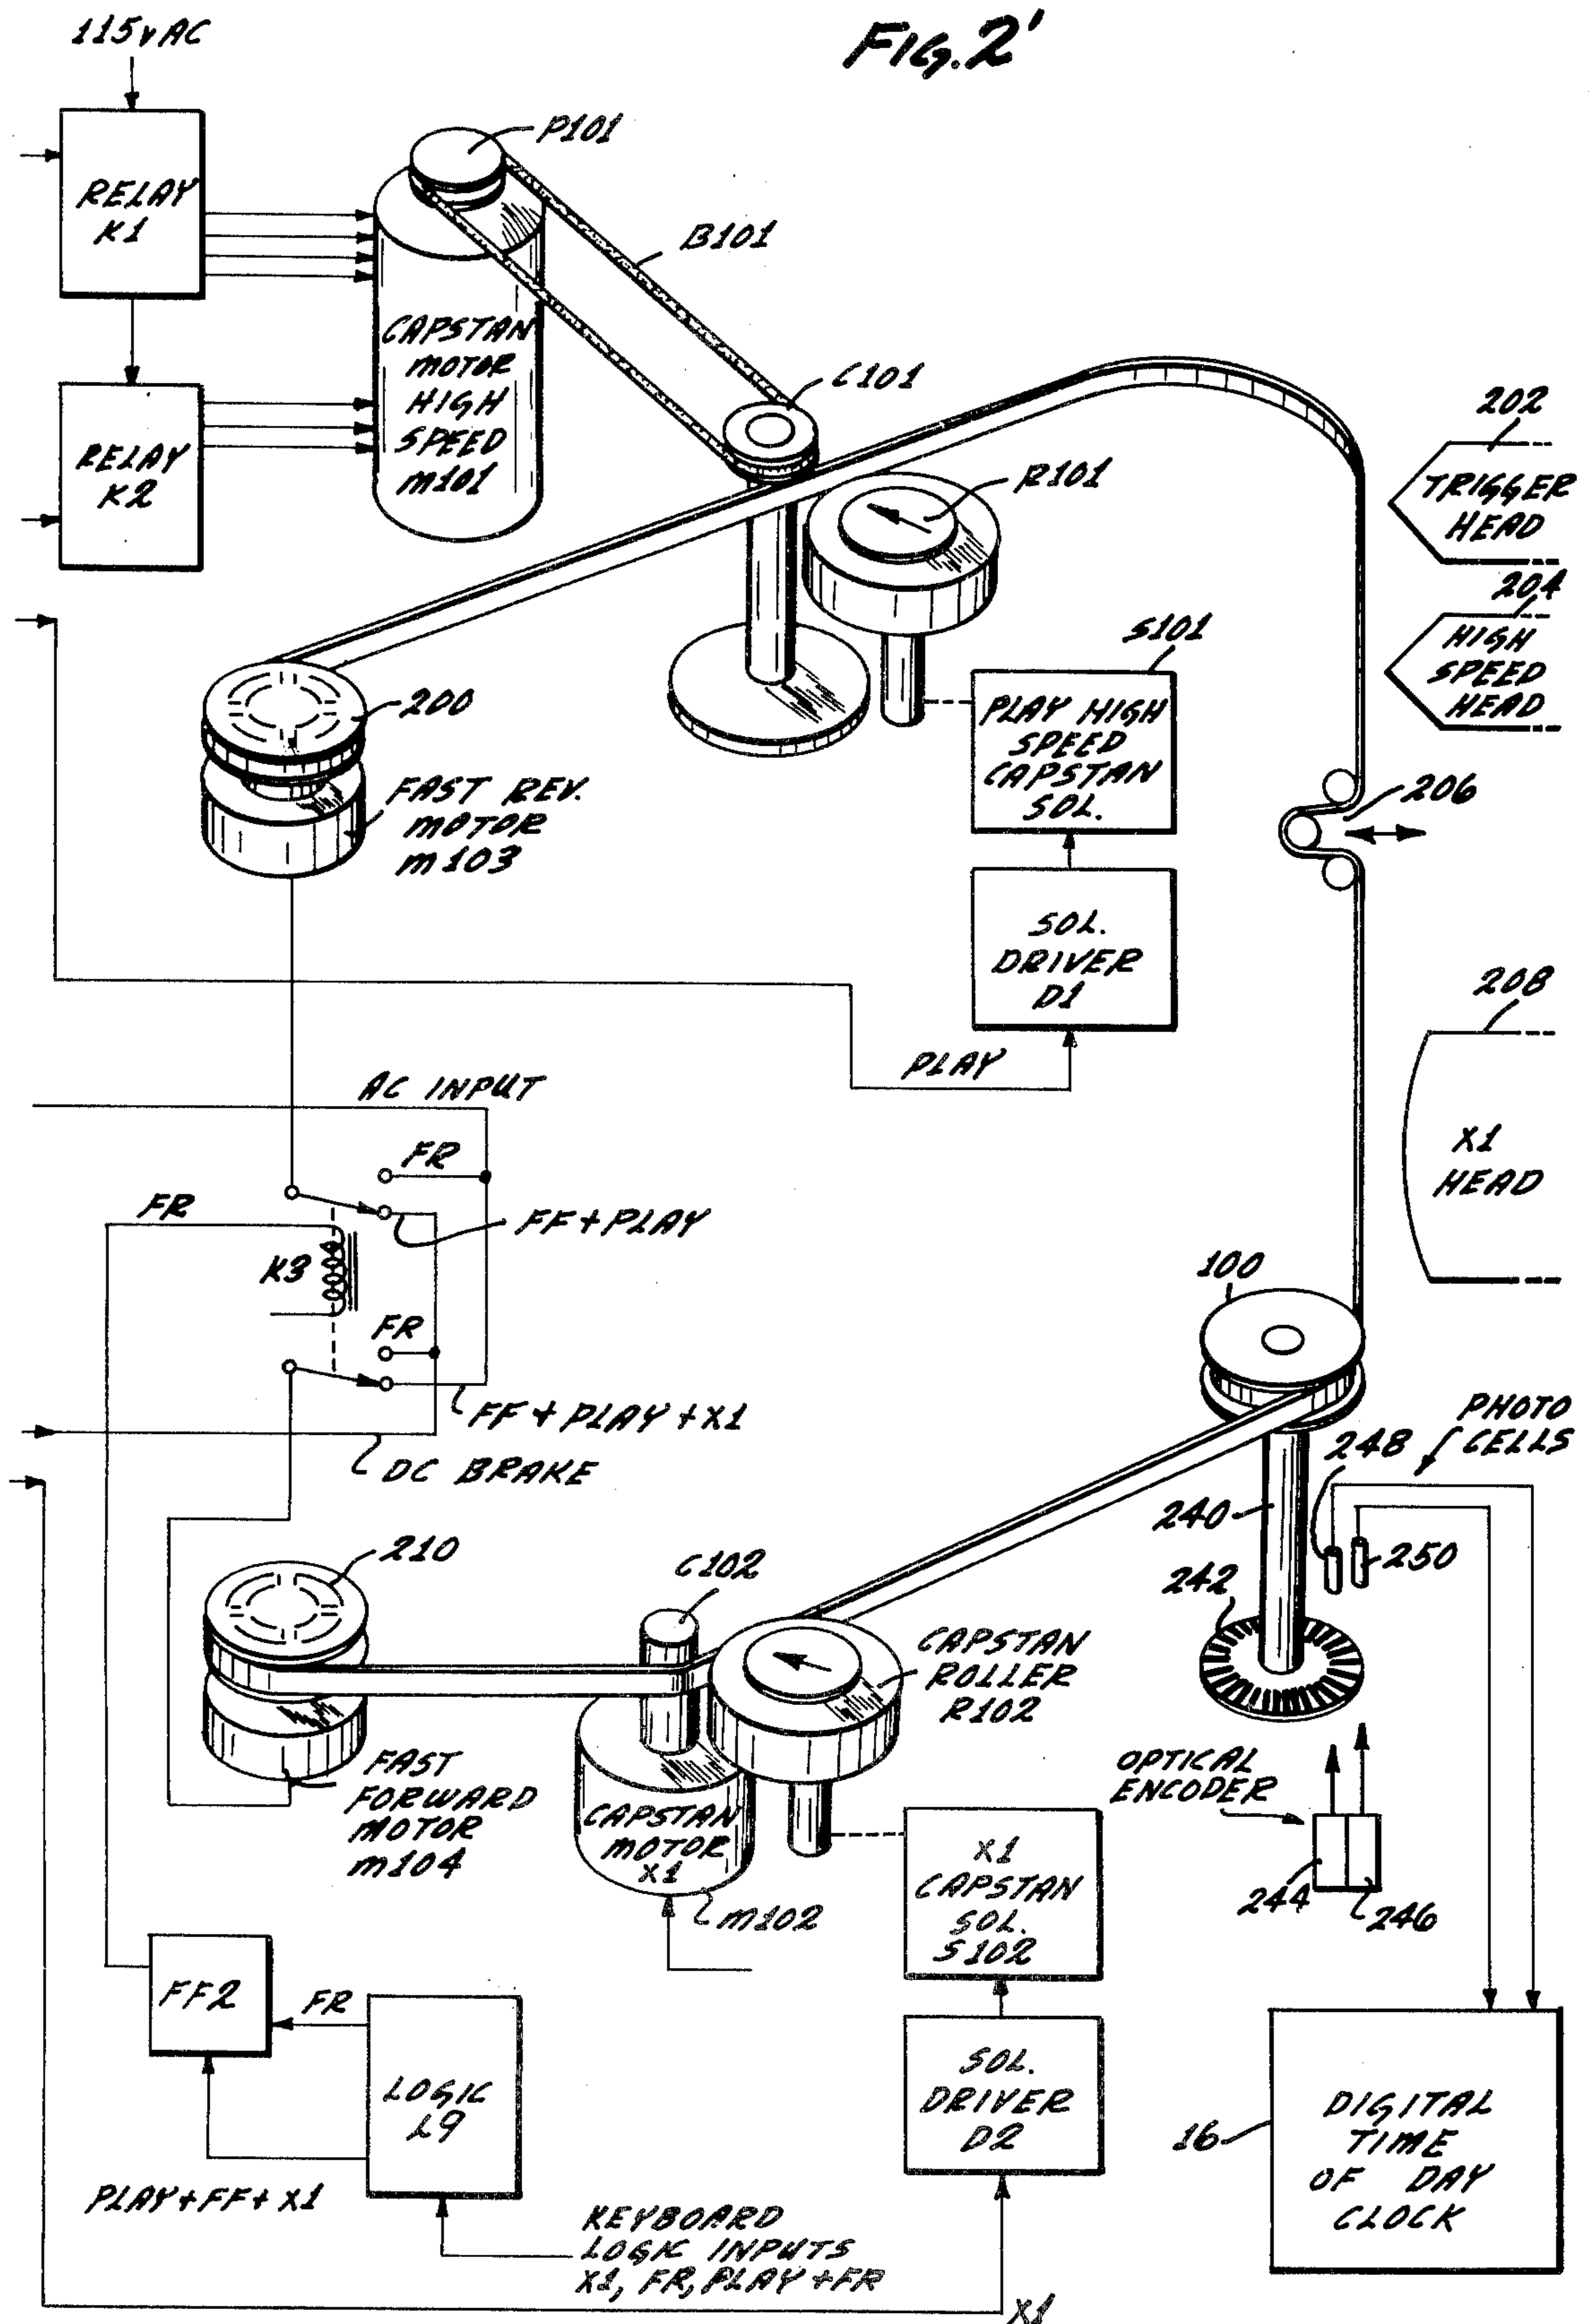 FIG.2'
115V AC
RELAY
K1
P101
B101
CAPSTAN
MOTOR
HIGH
SPEED
M101
C101
RELAY
K2
R101
202
TRIGGER
HEAD
204
HIGH
SPEED
HEAD
S101
PLAY HIGH
SPEED
CAPSTAN
SOL.
200
FAST REV.
MOTOR
M103
206
SOL.
DRIVER
D1
208
PLAY
AC INPUT
X1
HEAD
FR
FR
FF+PLAY
K3
FR
100
FF+PLAY+X1
DC BRAKE
PHOTO
CELLS
248
240
250
242
210
C102
CAPSTAN
ROLLER
R102
FAST
FORWARD
MOTOR
M104
CAPSTAN
MOTOR
X1
M102
OPTICAL
ENCODER
244
246
X1
CAPSTAN
SOL.
S102
FF2
FR
LOGIC
L9
SOL.
DRIVER
D2
16
DIGITAL
TIME
OF DAY
CLOCK
PLAY+FF+X1
KEYBOARD
LOGIC INPUTS
X1, FR, PLAY+FR
X1